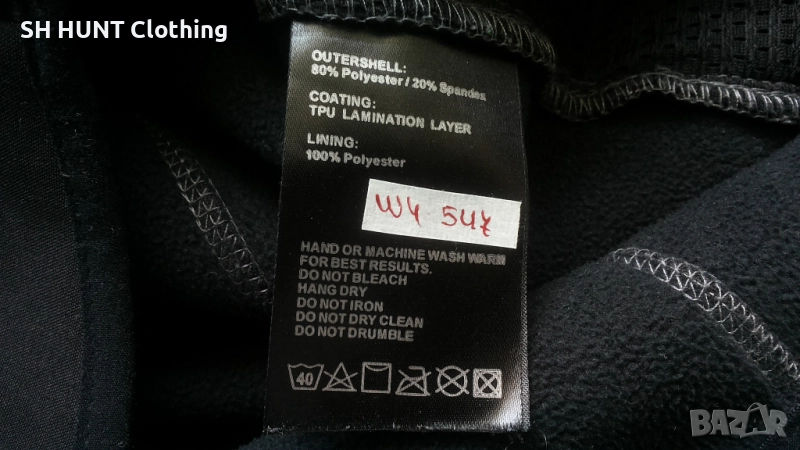 SH HUNT Clothing
OUTERSHELL:
80% Polyester / 20% Spandex
COATING:
TPU LAMINATION LAYER
LINING:
100% Polyester
W4 547
HAND OR MACHINE WASH WARM
FOR BEST RESULTS.
DO NOT BLEACH
HANG DRY
DO NOT IRON
DO NOT DRY CLEAN
DO NOT DRUMBLE
40
BAZAR